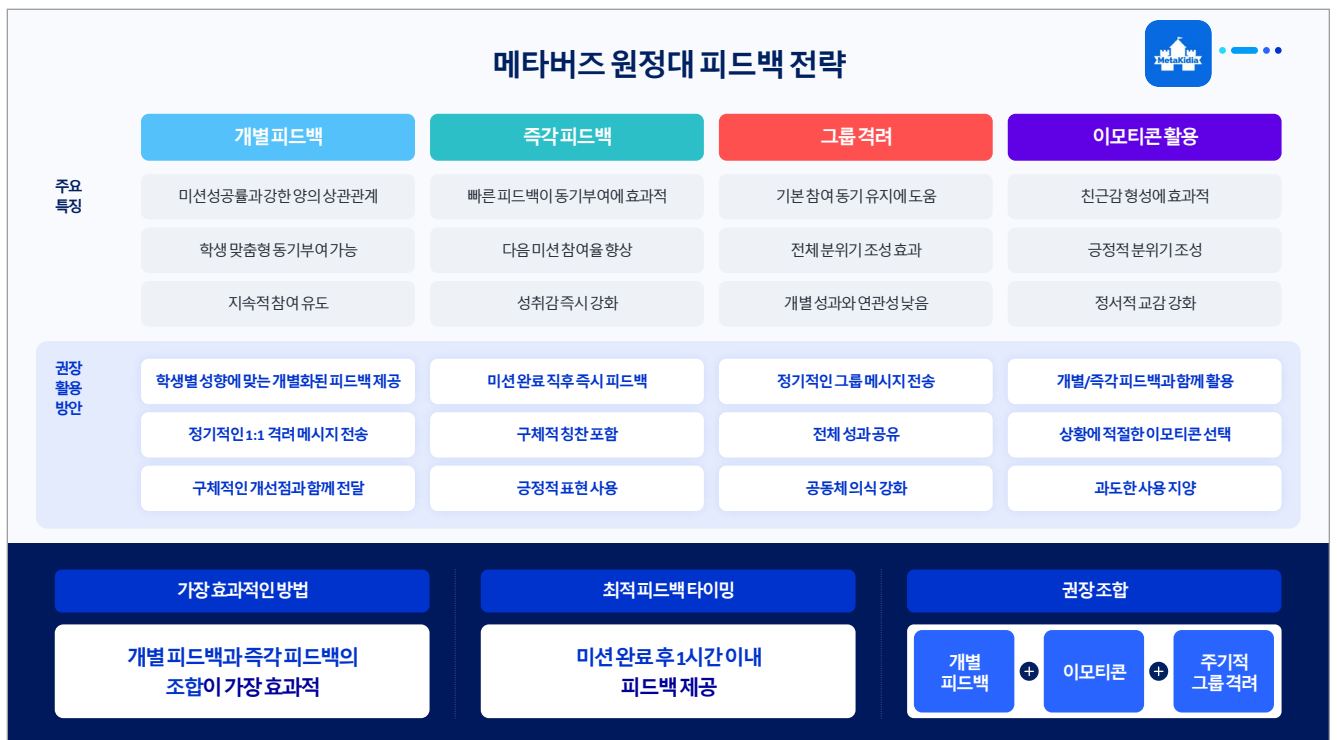 메타버즈 원정대 피드백 전략
MetaKidia
개별 피드백
즉각 피드백
그룹 격려
이모티콘 활용
주요
특징
미션성공률과 강한 양의 상관관계
빠른 피드백이 동기부여에 효과적
기본 참여 동기 유지에 도움
친근감 형성에 효과적
학생 맞춤형 동기부여 가능
다음 미션 참여율 향상
전체 분위기 조성 효과
긍정적 분위기 조성
지속적 참여 유도
성취감 즉시 강화
개별 성과와 연관성 낮음
정서적 교감 강화
권장
활용
방안
학생별 성향에 맞는 개별화된 피드백 제공
미션 완료 직후 즉시 피드백
정기적인 그룹 메시지 전송
개별/즉각 피드백과 함께 활용
정기적인 1:1 격려 메시지 전송
구체적 칭찬 포함
전체 성과 공유
상황에 적절한 이모티콘 선택
구체적인 개선점과 함께 전달
긍정적 표현 사용
공동체 의식 강화
과도한 사용 지양
가장 효과적인 방법
최적 피드백 타이밍
권장 조합
개별 피드백과 즉각 피드백의
조합이 가장 효과적
미션 완료 후 1시간 이내
피드백 제공
개별
피드백
+
이모티콘
+
주기적
그룹 격려